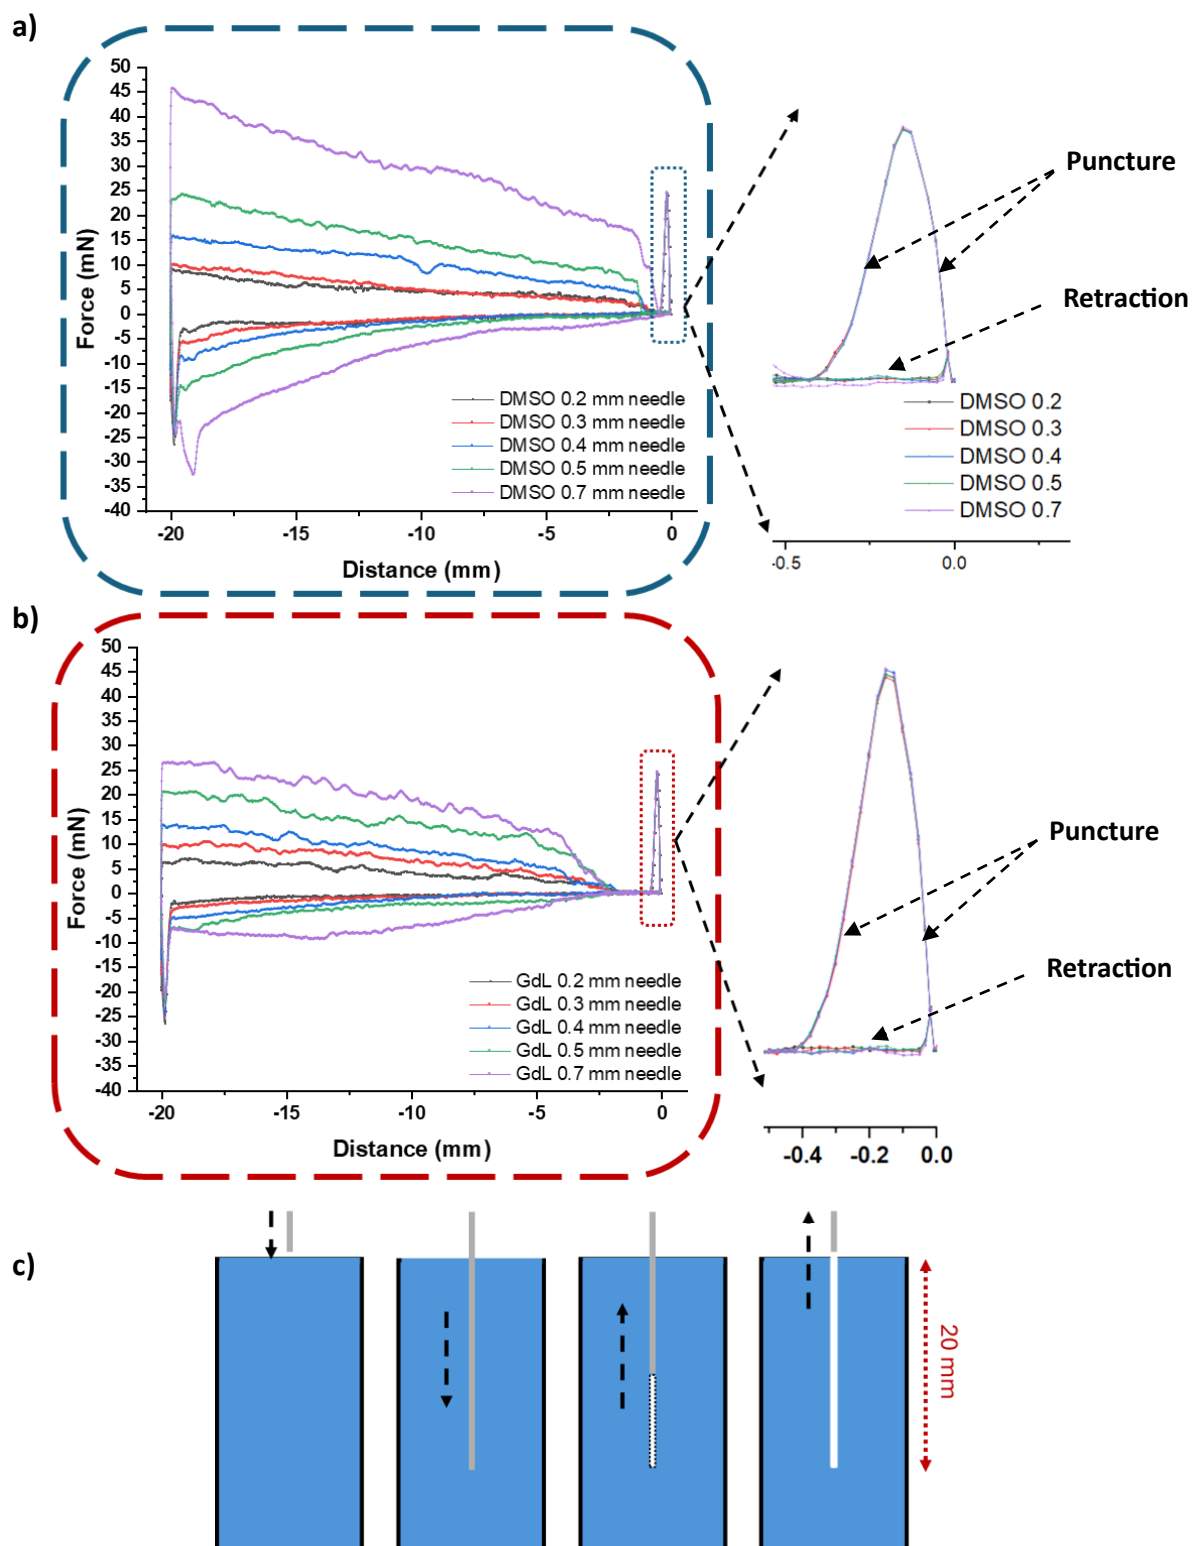 a)
50
45
40
35
30
25
20
15
10
5
0
-5
-10
-15
-20
-25
-30
-35
-40
Force (mN)
-20
-15
-10
-5
0
Distance (mm)
DMSO 0.2 mm needle
DMSO 0.3 mm needle
DMSO 0.4 mm needle
DMSO 0.5 mm needle
DMSO 0.7 mm needle
Puncture
Retraction
DMSO 0.2
DMSO 0.3
DMSO 0.4
DMSO 0.5
DMSO 0.7
-0.5
0.0
b)
50
45
40
35
30
25
20
15
10
5
0
-5
-10
-15
-20
-25
-30
-35
-40
Force (mN)
-20
-15
-10
-5
0
Distance (mm)
GdL 0.2 mm needle
GdL 0.3 mm needle
GdL 0.4 mm needle
GdL 0.5 mm needle
GdL 0.7 mm needle
Puncture
Retraction
-0.4
-0.2
0.0
c)
20 mm